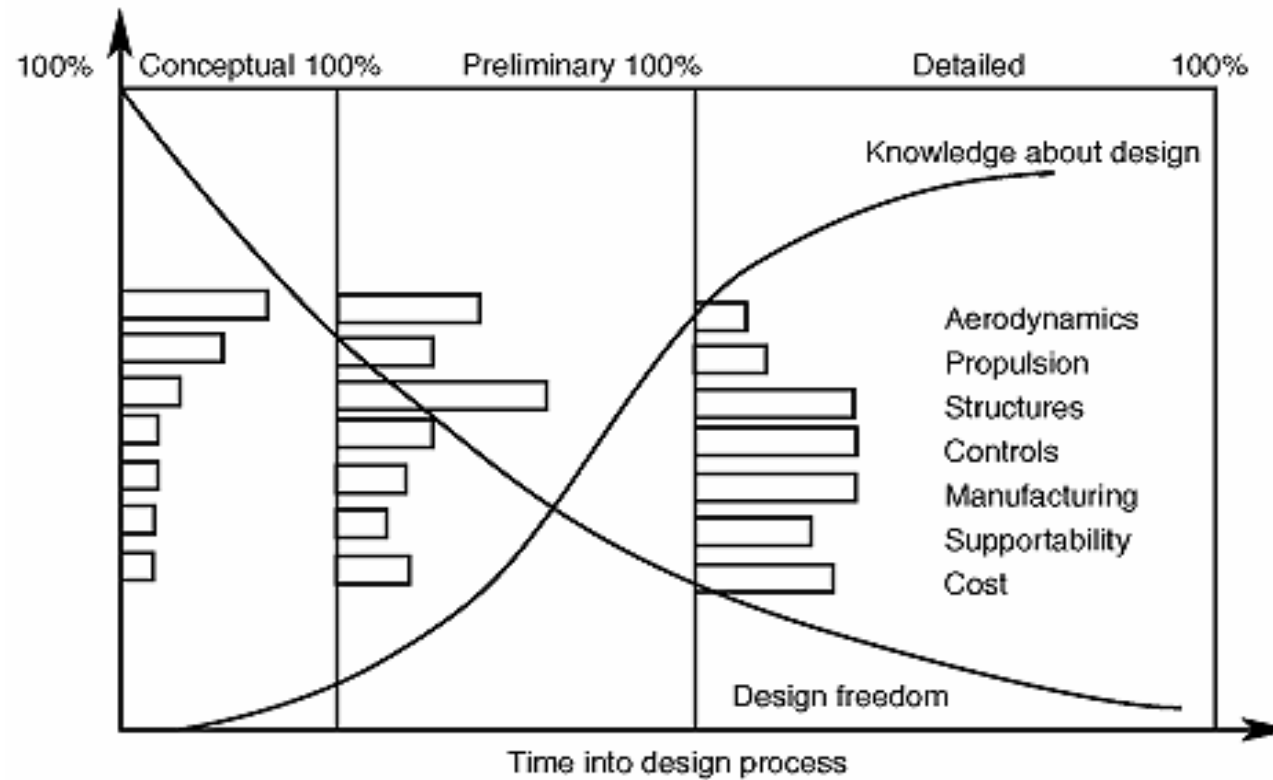 100% Conceptual 100% Preliminary 100% Detailed 100%
Knowledge about design
Aerodynamics
Propulsion
Structures
Controls
Manufacturing
Supportability
Cost
Design freedom
Time into design process